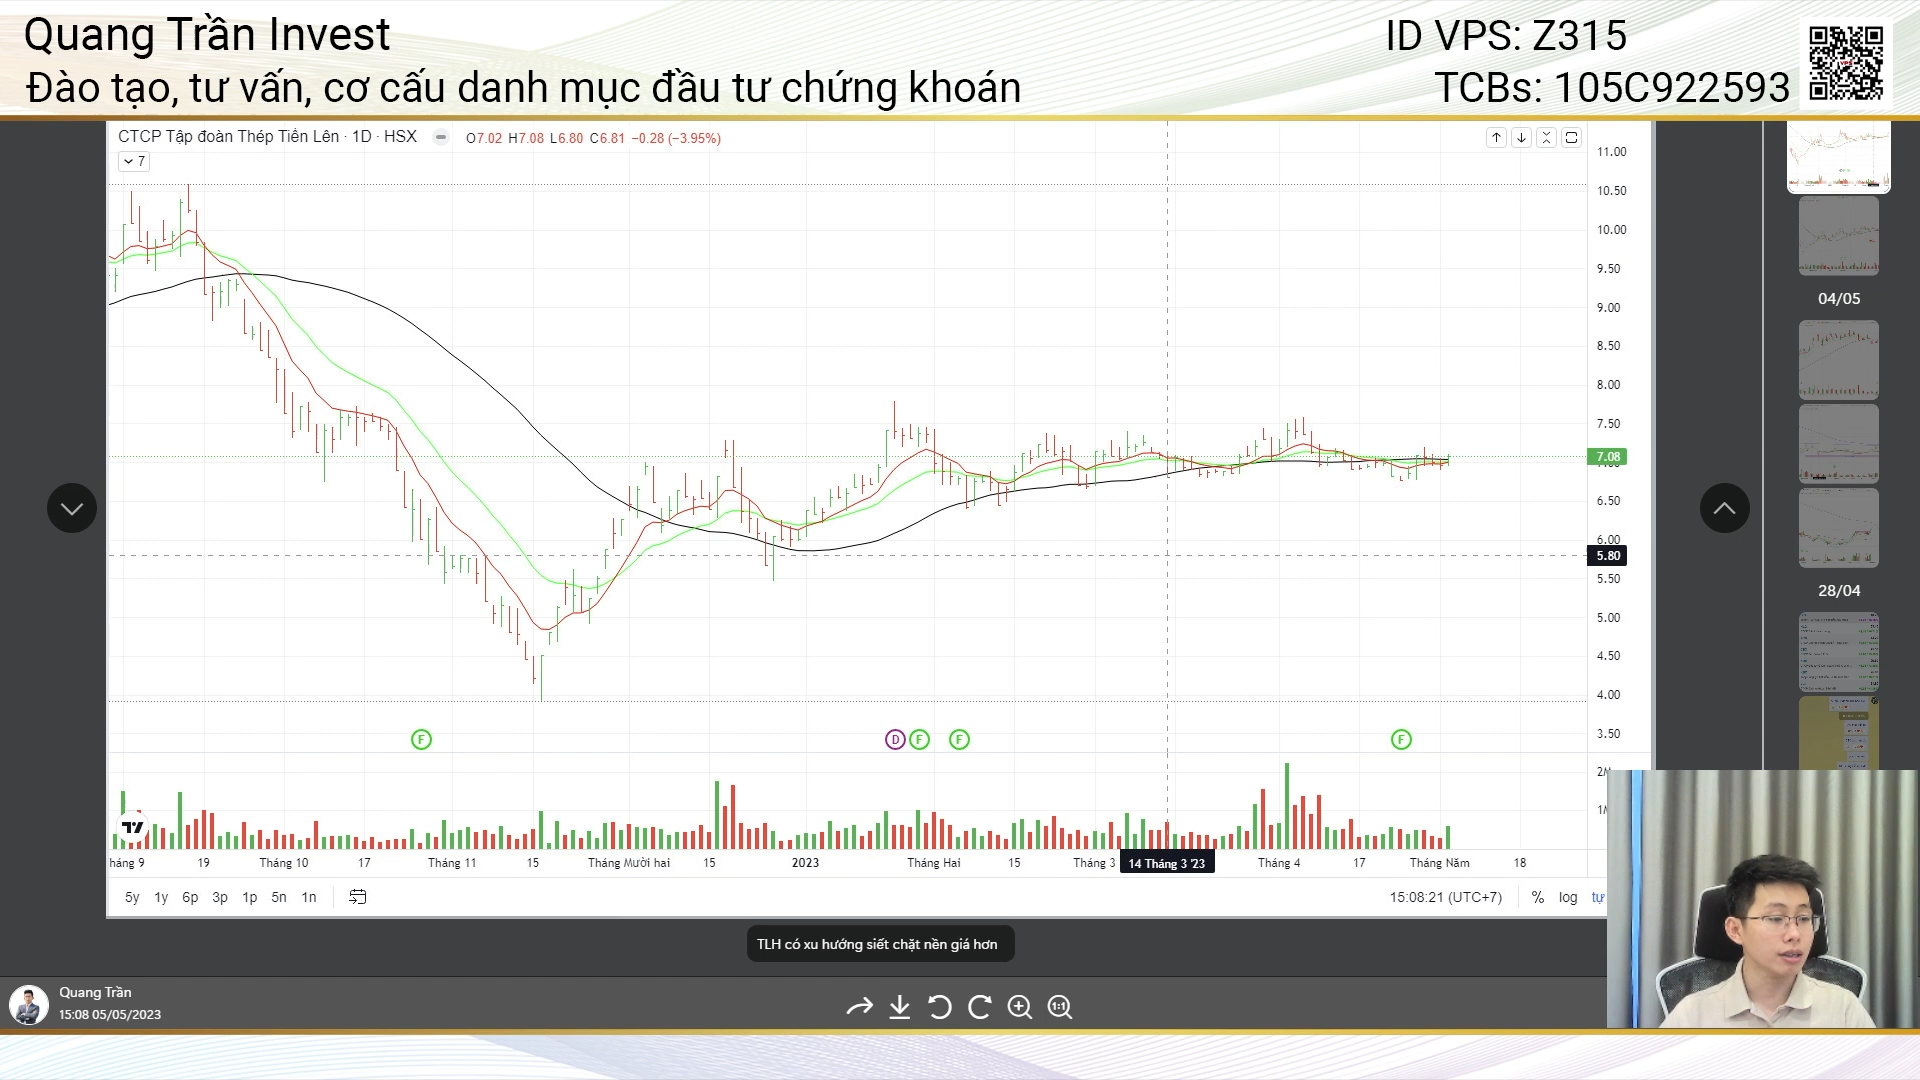 Quang Trần Invest
Đào tạo, tư vấn, cơ cấu danh mục đầu tư chứng khoán
ID VPS: Z315
TCBs: 105C922593
CTCP Tập đoàn Thép Tiến Lên · 1D · HSX
O7.02 H7.08 L6.80 C6.81 −0.28 (−3.95%)
7
11.00
10.50
10.00
9.50
9.00
8.50
8.00
7.50
7.08
6.50
6.00
5.80
5.50
5.00
4.50
4.00
3.50
F D F F F
háng 9 19 Tháng 10 17 Tháng 11 15 Tháng Mười hai 15 2023 Tháng Hai 15 Tháng 3 14 Tháng 3 '23 Tháng 4 17 Tháng Năm 18
5y 1y 6p 3p 1p 5n 1n
15:08:21 (UTC+7) % log tự
04/05
28/04
TLH có xu hướng siết chặt nền giá hơn
Quang Trần
15:08 05/05/2023
1:1